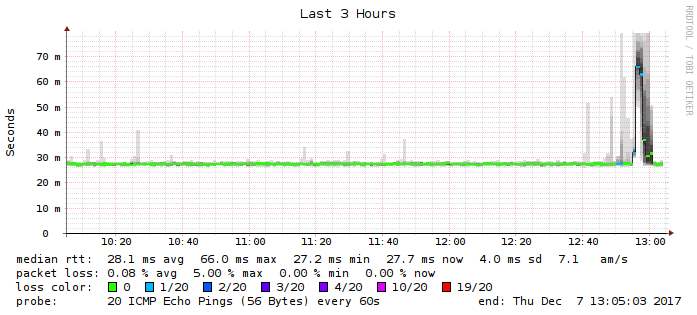 Last 3 Hours
RRDTOOL / TOBI OETIKER
Seconds
70 m
60 m
50 m
40 m
30 m
20 m
10 m
0
10:20 10:40 11:00 11:20 11:40 12:00 12:20 12:40 13:00
median rtt: 28.1 ms avg 66.0 ms max 27.2 ms min 27.7 ms now 4.0 ms sd 7.1 am/s
packet loss: 0.08 % avg 5.00 % max 0.00 % min 0.00 % now
loss color: 0 1/20 2/20 3/20 4/20 10/20 19/20
probe: 20 ICMP Echo Pings (56 Bytes) every 60s end: Thu Dec 7 13:05:03 2017